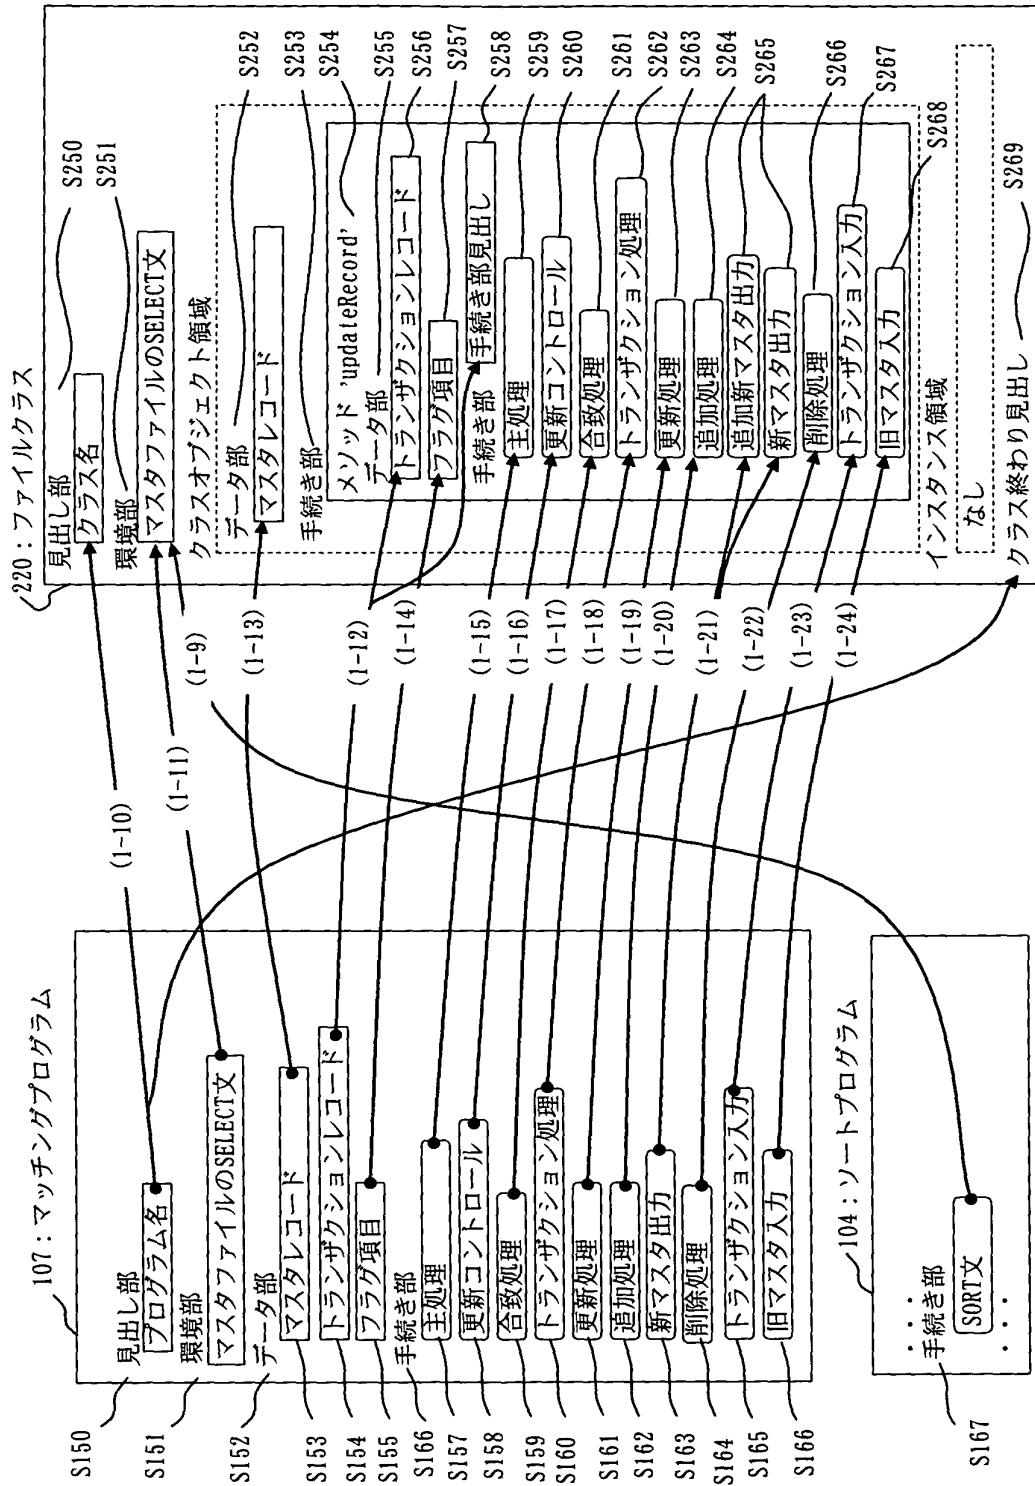 107：マッチングプログラム
見出し部
プログラム名
環境部
マスタファイルのSELECT文
データ部
マスタレコード
トランザクションレコード
フラグ項目
手続き部
主処理
更新コントロール
合致処理
トランザクション処理
更新処理
追加処理
新マスタ出力
削除処理
トランザクション入力
旧マスタ入力
S150
S151
S152
S153
S154
S155
S166
S157
S158
S159
S160
S161
S162
S163
S164
S165
S166
104：ソートプログラム
手続き部
SORT文
S167
(1-10)
(1-11)
(1-9)
(1-13)
(1-12)
(1-14)
(1-15)
(1-16)
(1-17)
(1-18)
(1-19)
(1-20)
(1-21)
(1-22)
(1-23)
(1-24)
220：ファイルクラス
見出し部
クラス名
環境部
マスタファイルのSELECT文
クラスオブジェクト領域
データ部
マスタレコード
手続き部
メソッド 'updateRecord'
データ部
トランザクションレコード
フラグ項目
手続き部
手続き部見出し
主処理
更新コントロール
合致処理
トランザクション処理
更新処理
追加処理
追加新マスタ出力
新マスタ出力
削除処理
トランザクション入力
旧マスタ入力
インスタンス領域
なし
クラス終わり見出し
S250
S251
S252
S253
S254
S255
S256
S257
S258
S259
S260
S261
S262
S263
S264
S265
S266
S267
S268
S269